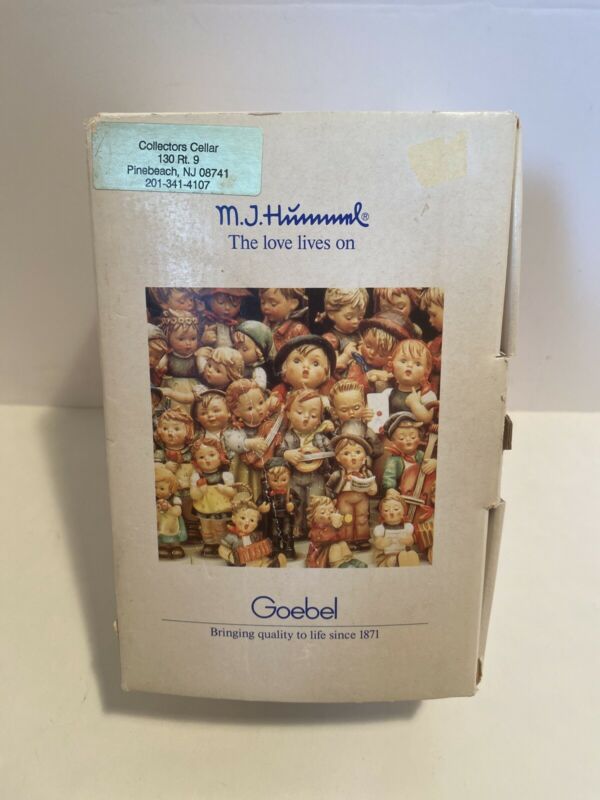 Collectors Cellar
130 Rt. 9
Pinebeach, NJ 08741
201-341-4107
M.J.Hummel®
The love lives on
Goebel
Bringing quality to life since 1871